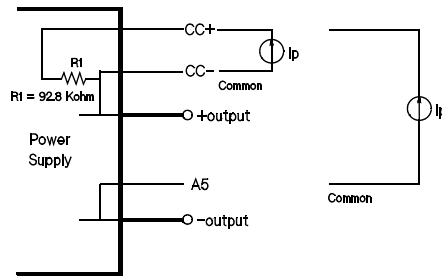 CC+
Ip
R1
CC-
Common
R1 = 92.8 Kohm
Ip
+output
Power
Supply
A5
Common
-output